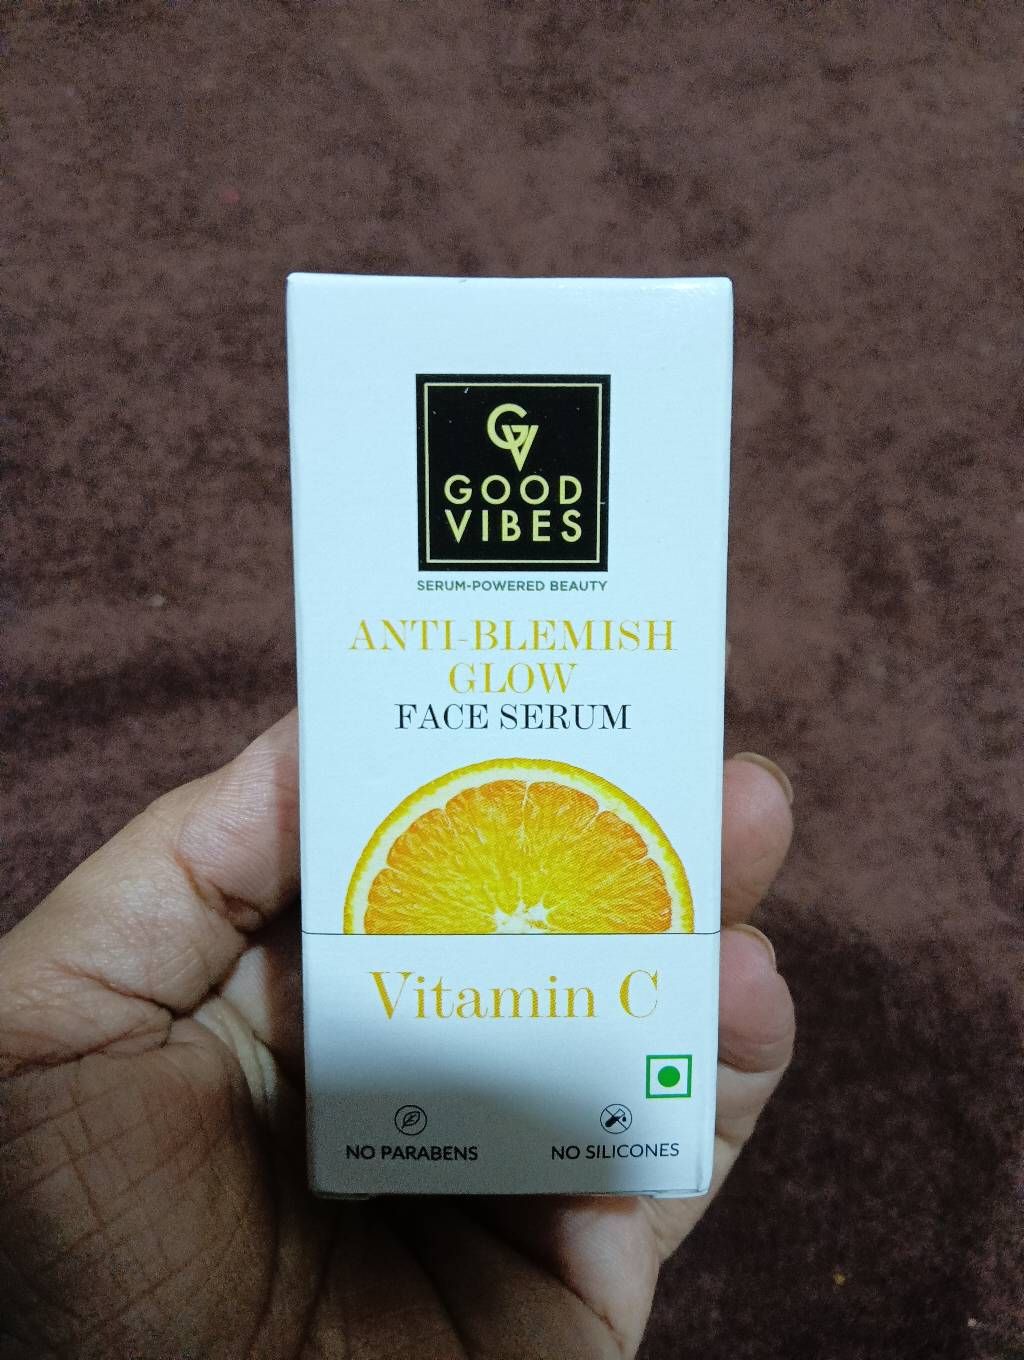 GV
GOOD
VIBES
SERUM-POWERED BEAUTY
ANTI-BLEMISH
GLOW
FACE SERUM
Vitamin C
NO PARABENS
NO SILICONES